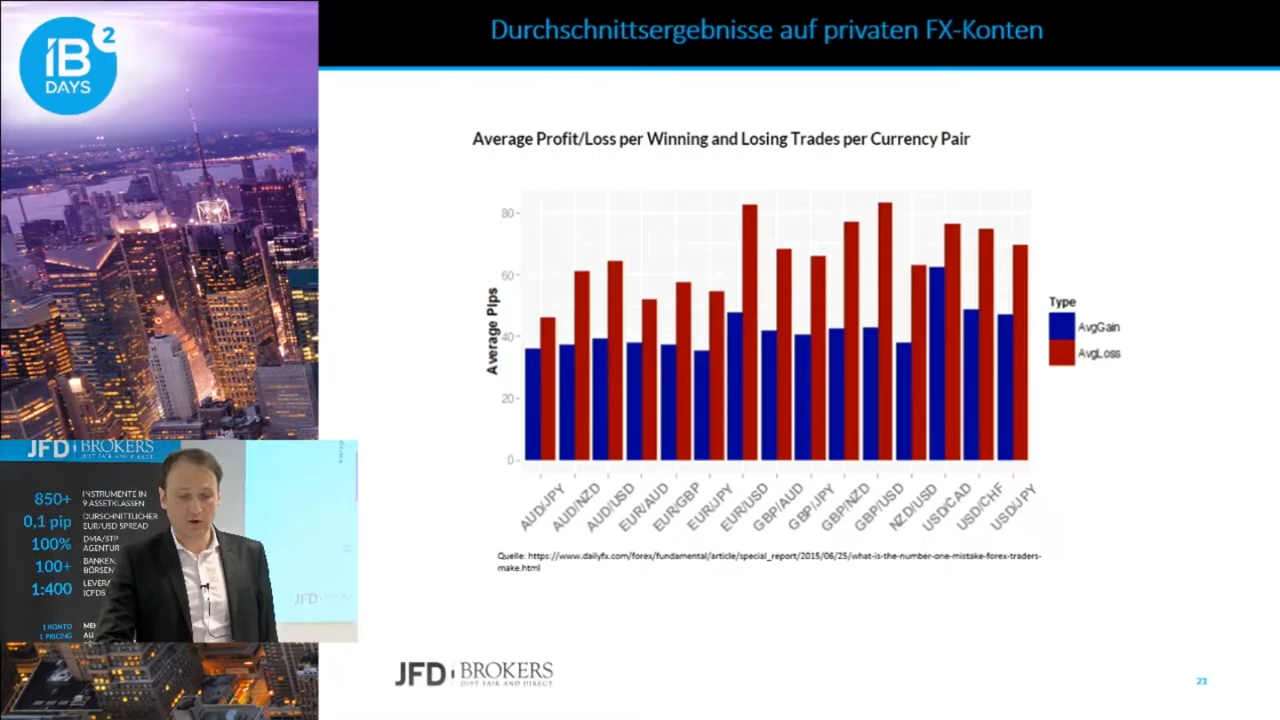 IB²
DAYS
Durchschnittsergebnisse auf privaten FX-Konten
Average Profit/Loss per Winning and Losing Trades per Currency Pair
Average Pips
80
60
40
20
0
AUD/JPY
AUD/NZD
AUD/USD
EUR/AUD
EUR/GBP
EUR/JPY
EUR/USD
GBP/AUD
GBP/JPY
GBP/NZD
GBP/USD
NZD/USD
USD/CAD
USD/CHF
USD/JPY
Type
AvgGain
AvgLoss
Quelle: https://www.dailyfx.com/forex/fundamental/article/special_report/2015/06/25/what-is-the-number-one-mistake-forex-traders-
make.html
JFD BROKERS
JUST FAIR AND DIRECT
850+ INSTRUMENTE IN
9 ASSETKLASSEN
0,1 pip DURSCHNITTLICHER
EUR/USD SPREAD
100% DMA/STP
AGENTUR
100+ BANKEN,
BÖRSEN
1:400 LEVERA
ICFDS
1 KONTO
1 PRICING
JFD
JFD BROKERS
JUST FAIR AND DIRECT
21